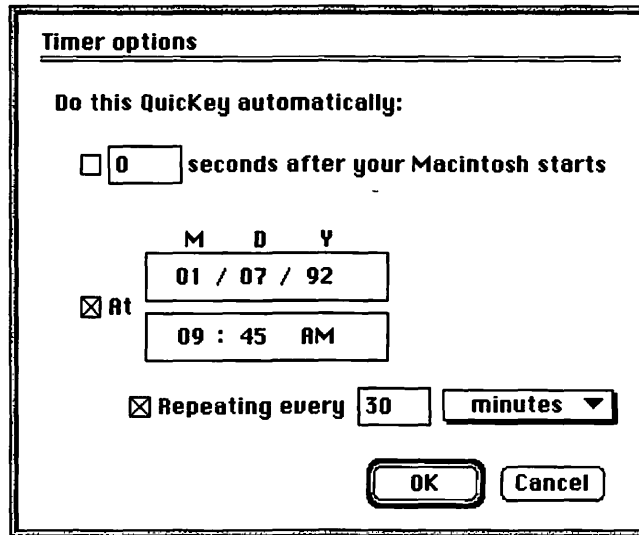 Timer options
Do this QuicKey automatically:
0 seconds after your Macintosh starts
M D Y
01 / 07 / 92
At
09 : 45 AM
Repeating every 30 minutes
OK Cancel